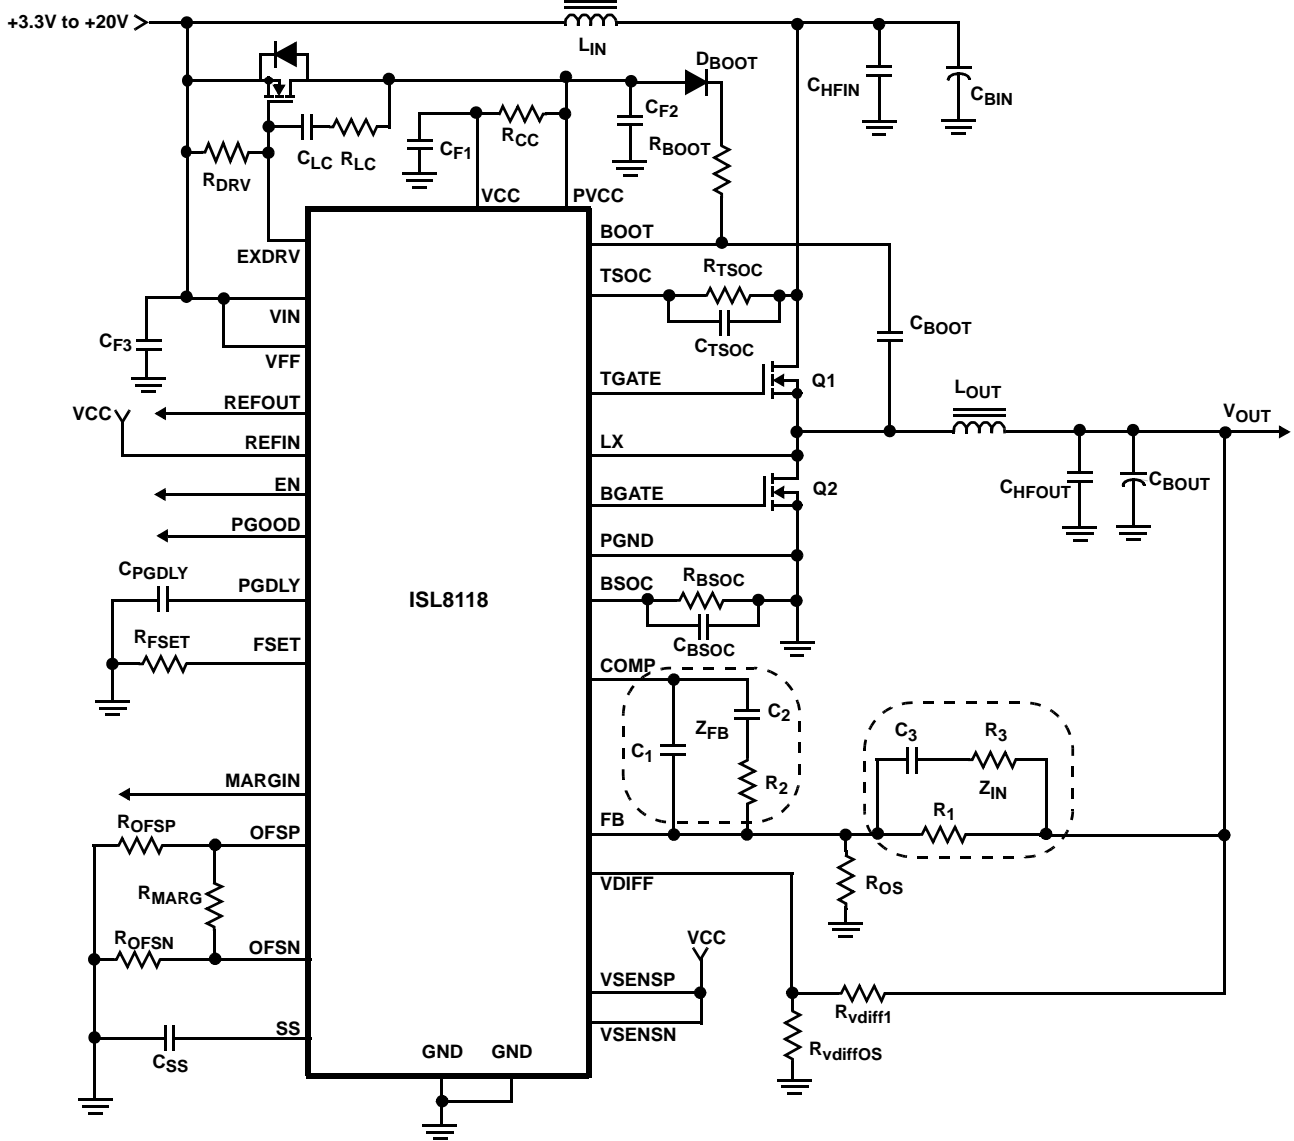 +3.3V to +20V
LIN
DBOOT
CHFIN
CBIN
CF2
CF1
RCC
RBOOT
CLC RLC
RDRV
VCC
PVCC
BOOT
EXDRV
TSOC
RTSOC
VIN
CF3
CTSOC
CBOOT
VFF
TGATE
Q1
LOUT
REFOUT
VCC
VOUT
REFIN
LX
EN
BGATE
Q2
CHFOUT
CBOUT
PGOOD
PGND
CPGDLY
PGDLY
BSOC
RBSOC
ISL8118
RFSET
FSET
CBSOC
COMP
C2
ZFB
C1
C3
R3
MARGIN
R2
ZIN
ROFSP
OFSP
FB
R1
VDIFF
ROS
RMARG
ROFSN
OFSN
VCC
VSENSP
Rvdiff1
SS
VSENSN
CSS
GND
GND
RvdiffOS